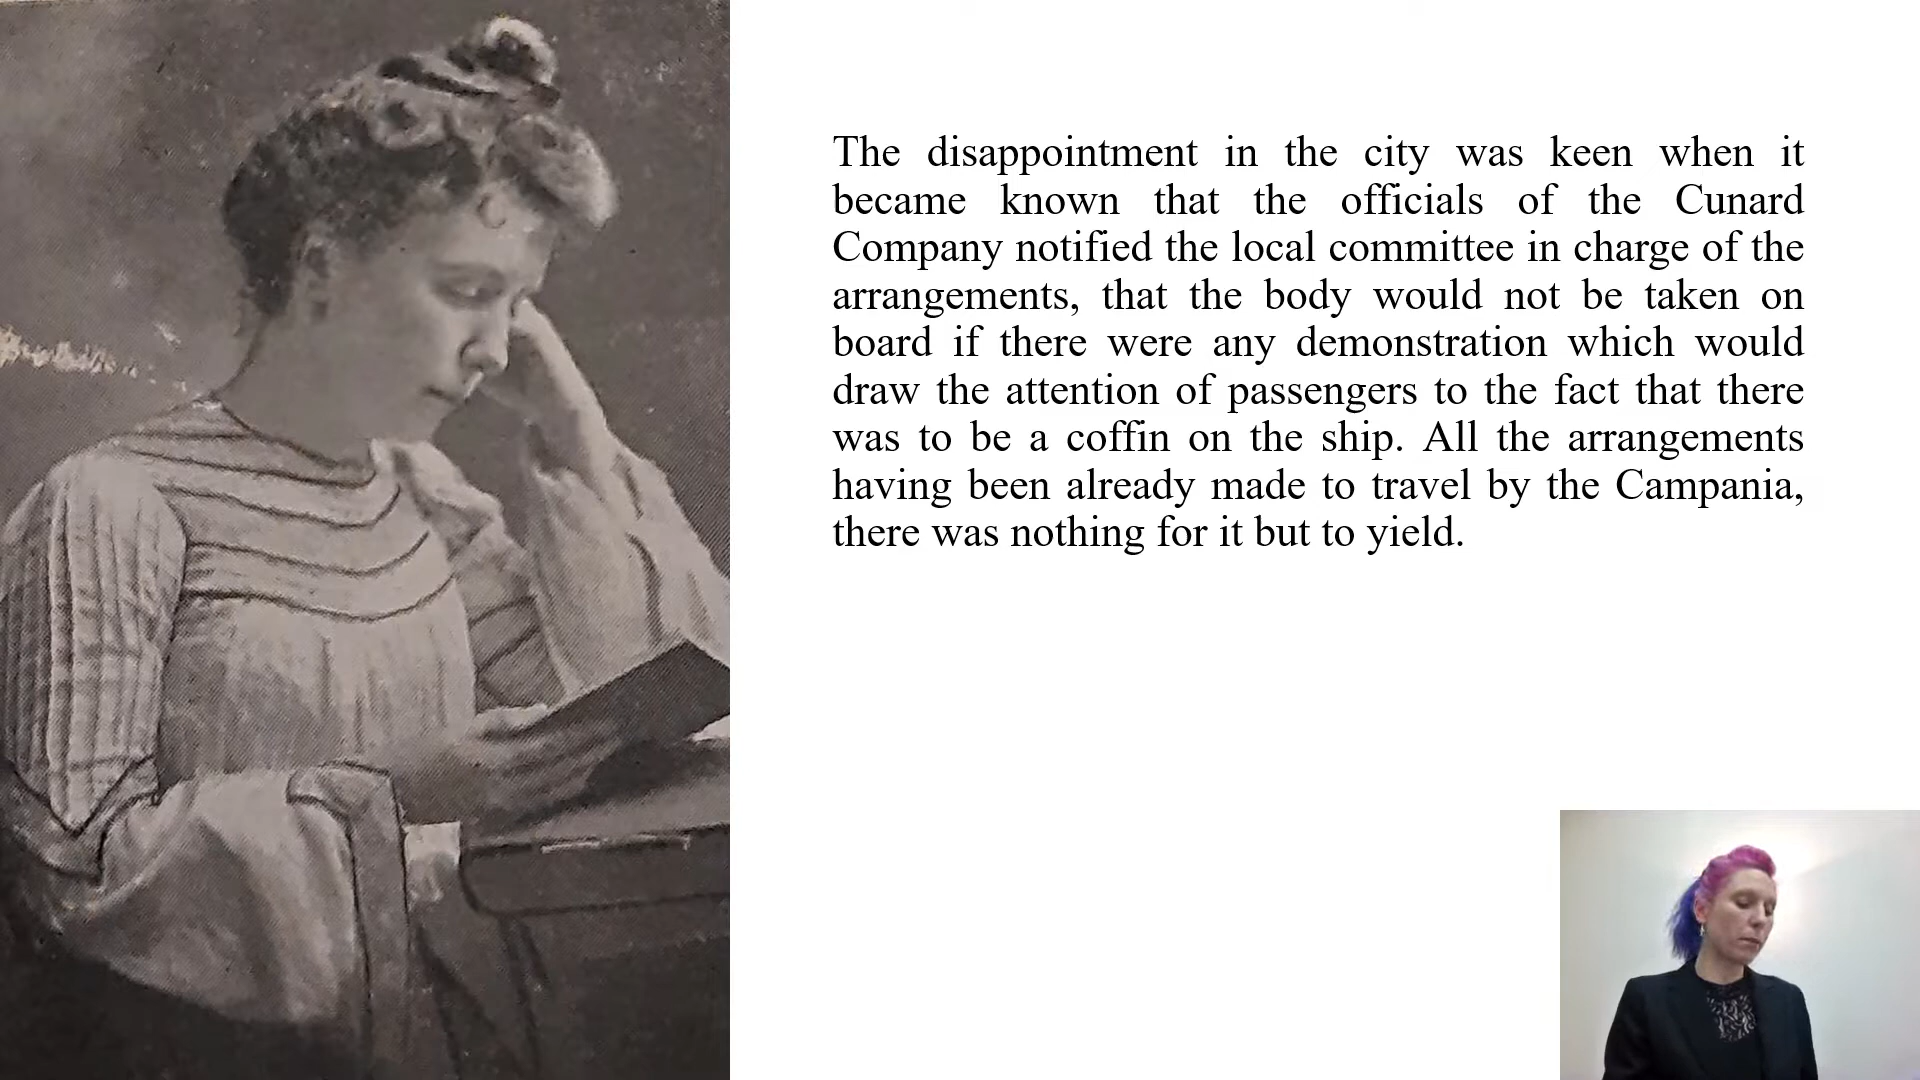 The disappointment in the city was keen when it
became known that the officials of the Cunard
Company notified the local committee in charge of the
arrangements, that the body would not be taken on
board if there were any demonstration which would
draw the attention of passengers to the fact that there
was to be a coffin on the ship. All the arrangements
having been already made to travel by the Campania,
there was nothing for it but to yield.